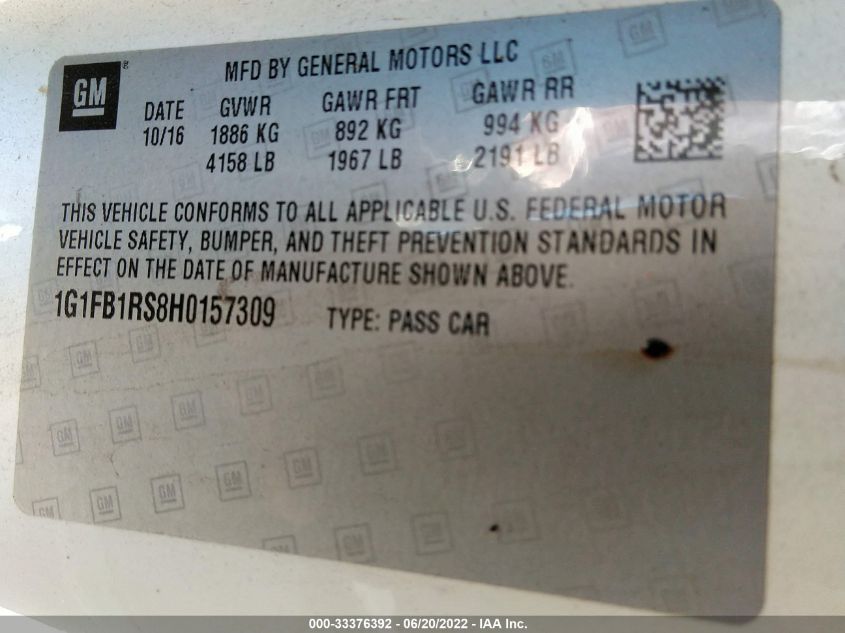 GM ®
MFD BY GENERAL MOTORS LLC
DATE GVWR GAWR FRT GAWR RR
10/16 1886 KG 892 KG 994 KG
4158 LB 1967 LB 2191 LB
THIS VEHICLE CONFORMS TO ALL APPLICABLE U.S. FEDERAL MOTOR
VEHICLE SAFETY, BUMPER, AND THEFT PREVENTION STANDARDS IN
EFFECT ON THE DATE OF MANUFACTURE SHOWN ABOVE.
1G1FB1RS8H0157309 TYPE: PASS CAR
000-33376392 - 06/20/2022 - IAA Inc.